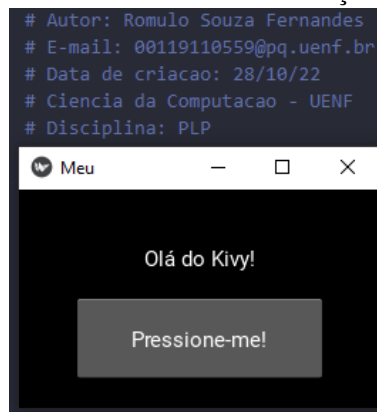 # Autor: Romulo Souza Fernandes
# E-mail: 00119110559@pq.uenf.br
# Data de criacao: 28/10/22
# Ciencia da Computacao - UENF
# Disciplina: PLP
Meu
Olá do Kivy!
Pressione-me!